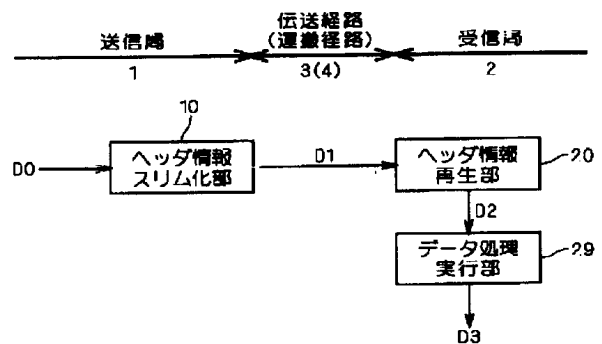 伝送経路
送信局
(運搬経路)
受信局
1
3(4)
2
10
D0
ヘッダ情報
スリム化部
D1
ヘッダ情報
再生部
20
D2
データ処理
実行部
29
D3